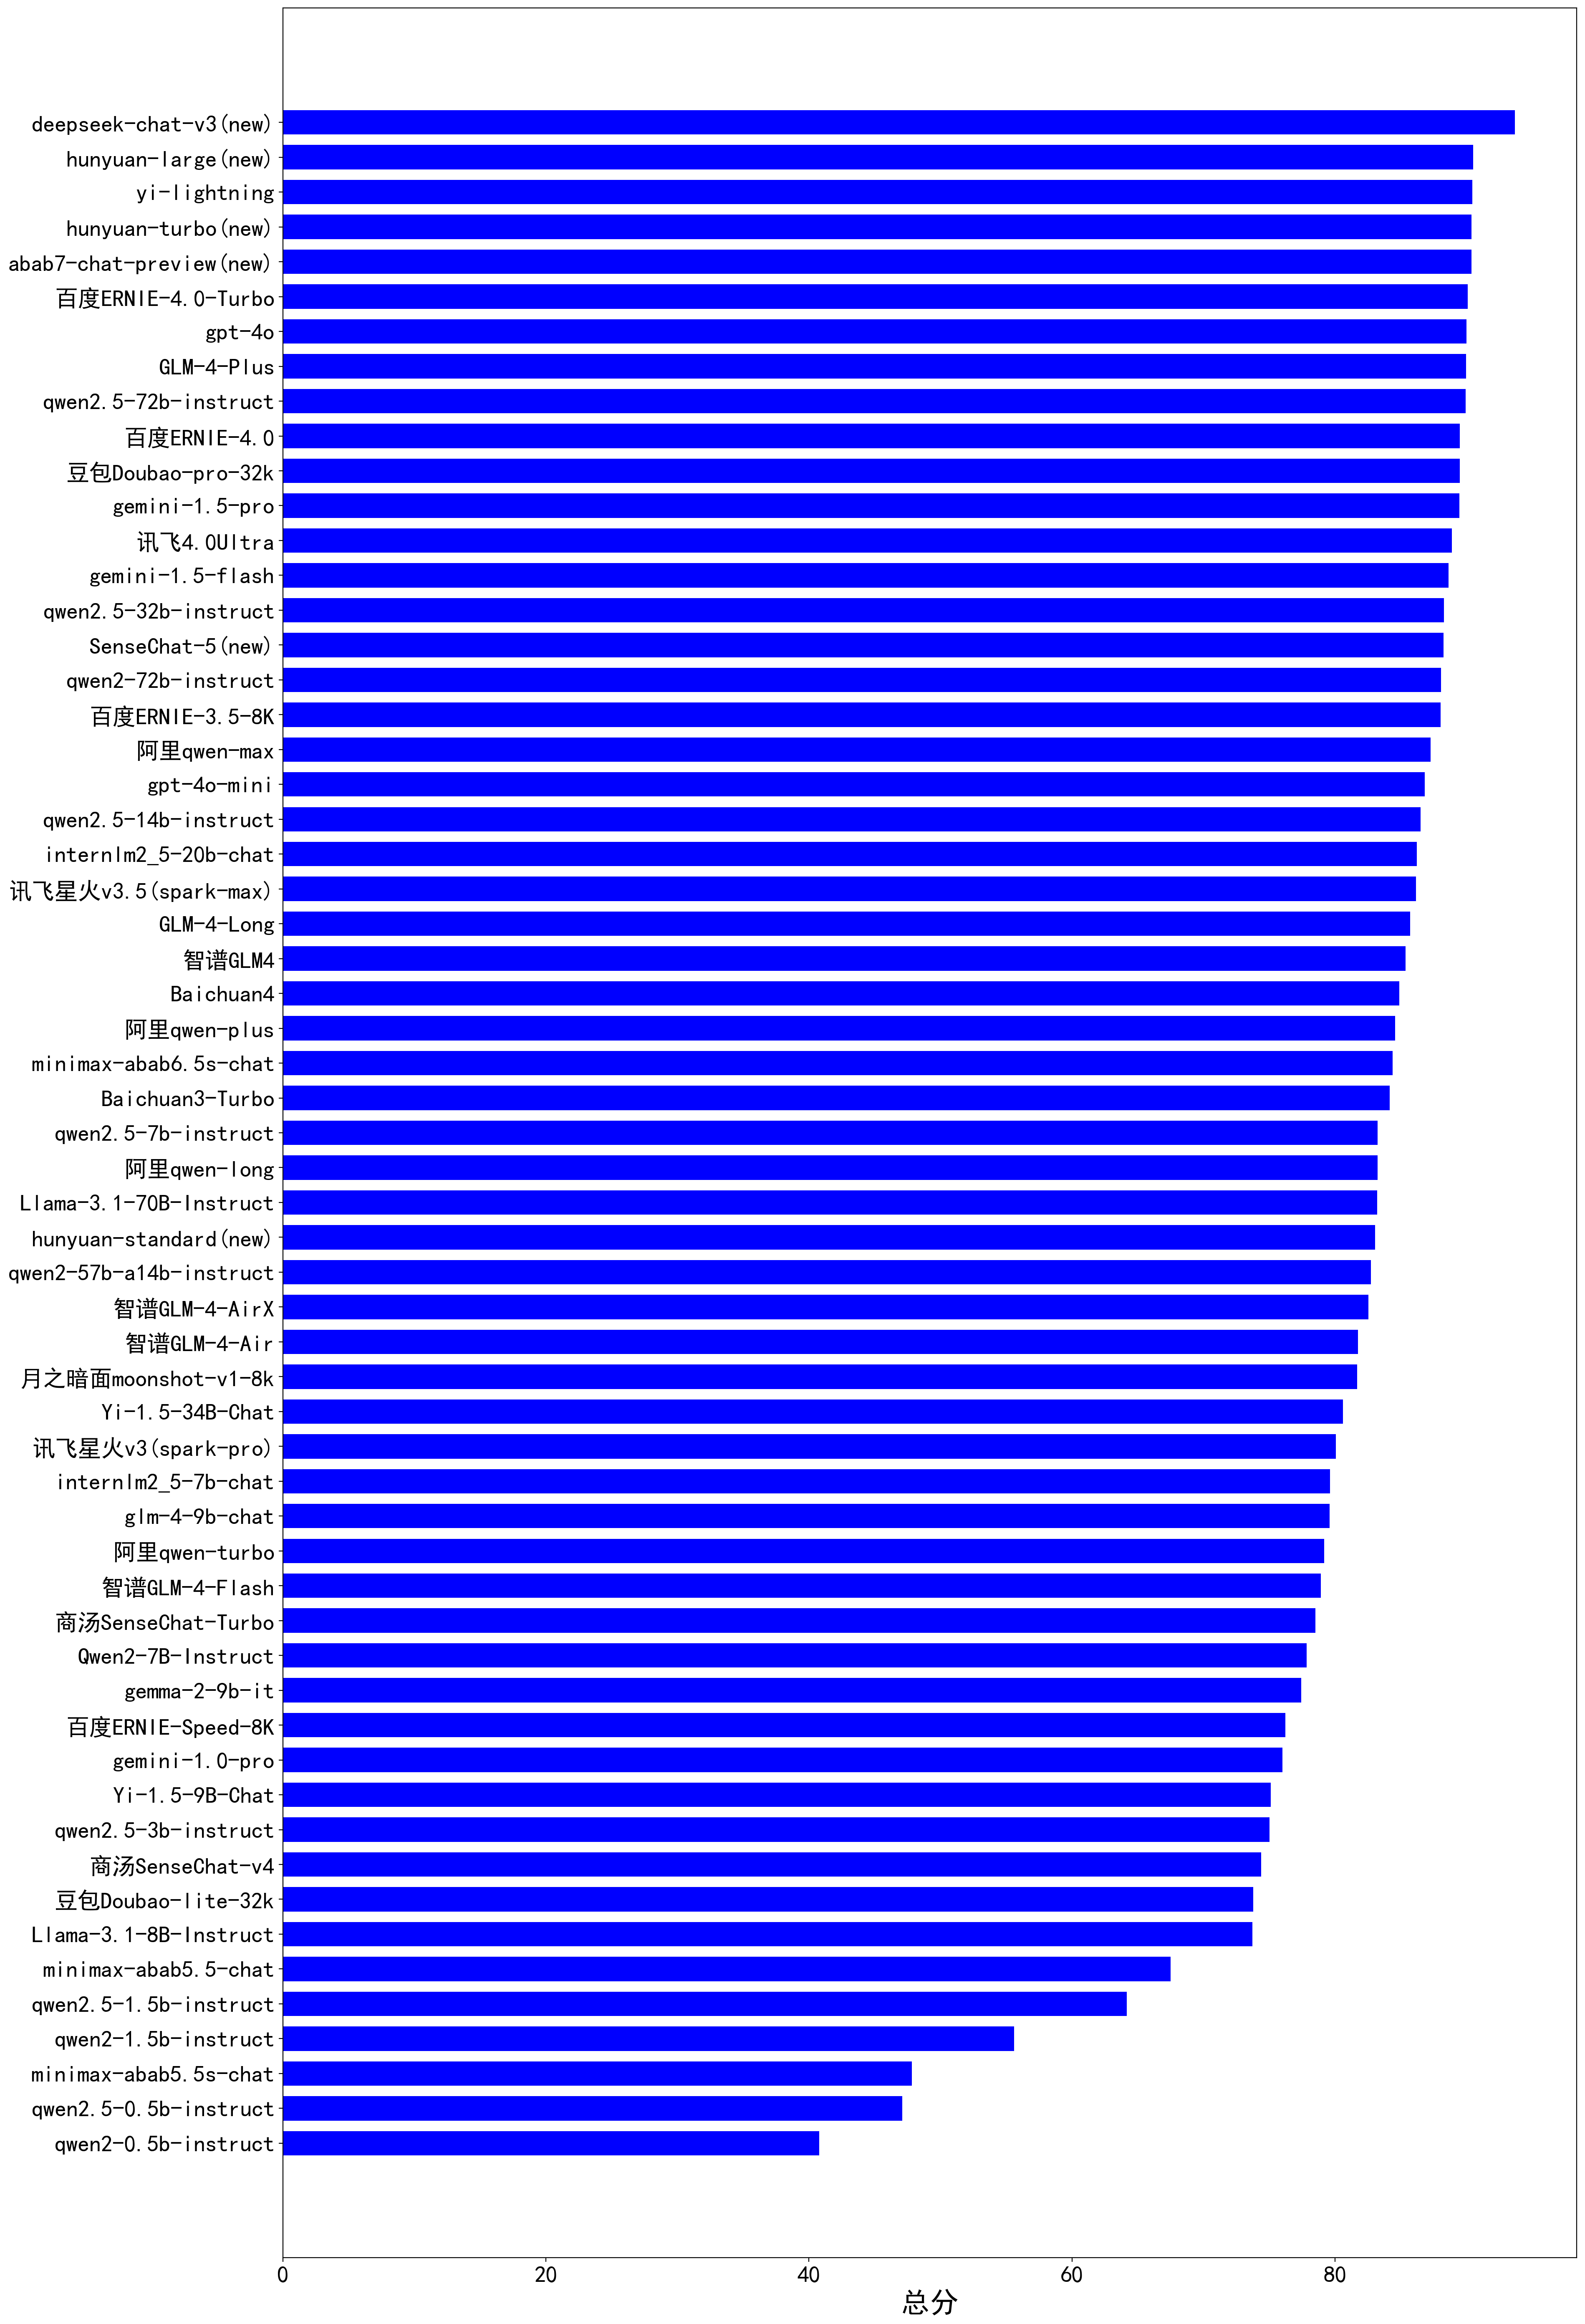 deepseek-chat-v3(new)
hunyuan-large(new)
yi-lightning
hunyuan-turbo(new)
abab7-chat-preview(new)
百度ERNIE-4.0-Turbo
gpt-4o
GLM-4-Plus
qwen2.5-72b-instruct
百度ERNIE-4.0
豆包Doubao-pro-32k
gemini-1.5-pro
讯飞4.0Ultra
gemini-1.5-flash
qwen2.5-32b-instruct
SenseChat-5(new)
qwen2-72b-instruct
百度ERNIE-3.5-8K
阿里qwen-max
gpt-4o-mini
qwen2.5-14b-instruct
internlm2_5-20b-chat
讯飞星火v3.5(spark-max)
GLM-4-Long
智谱GLM4
Baichuan4
阿里qwen-plus
minimax-abab6.5s-chat
Baichuan3-Turbo
qwen2.5-7b-instruct
阿里qwen-long
Llama-3.1-70B-Instruct
hunyuan-standard(new)
qwen2-57b-a14b-instruct
智谱GLM-4-AirX
智谱GLM-4-Air
月之暗面moonshot-v1-8k
Yi-1.5-34B-Chat
讯飞星火v3(spark-pro)
internlm2_5-7b-chat
glm-4-9b-chat
阿里qwen-turbo
智谱GLM-4-Flash
商汤SenseChat-Turbo
Qwen2-7B-Instruct
gemma-2-9b-it
百度ERNIE-Speed-8K
gemini-1.0-pro
Yi-1.5-9B-Chat
qwen2.5-3b-instruct
商汤SenseChat-v4
豆包Doubao-lite-32k
Llama-3.1-8B-Instruct
minimax-abab5.5-chat
qwen2.5-1.5b-instruct
qwen2-1.5b-instruct
minimax-abab5.5s-chat
qwen2.5-0.5b-instruct
qwen2-0.5b-instruct
0 20 40 60 80
总分